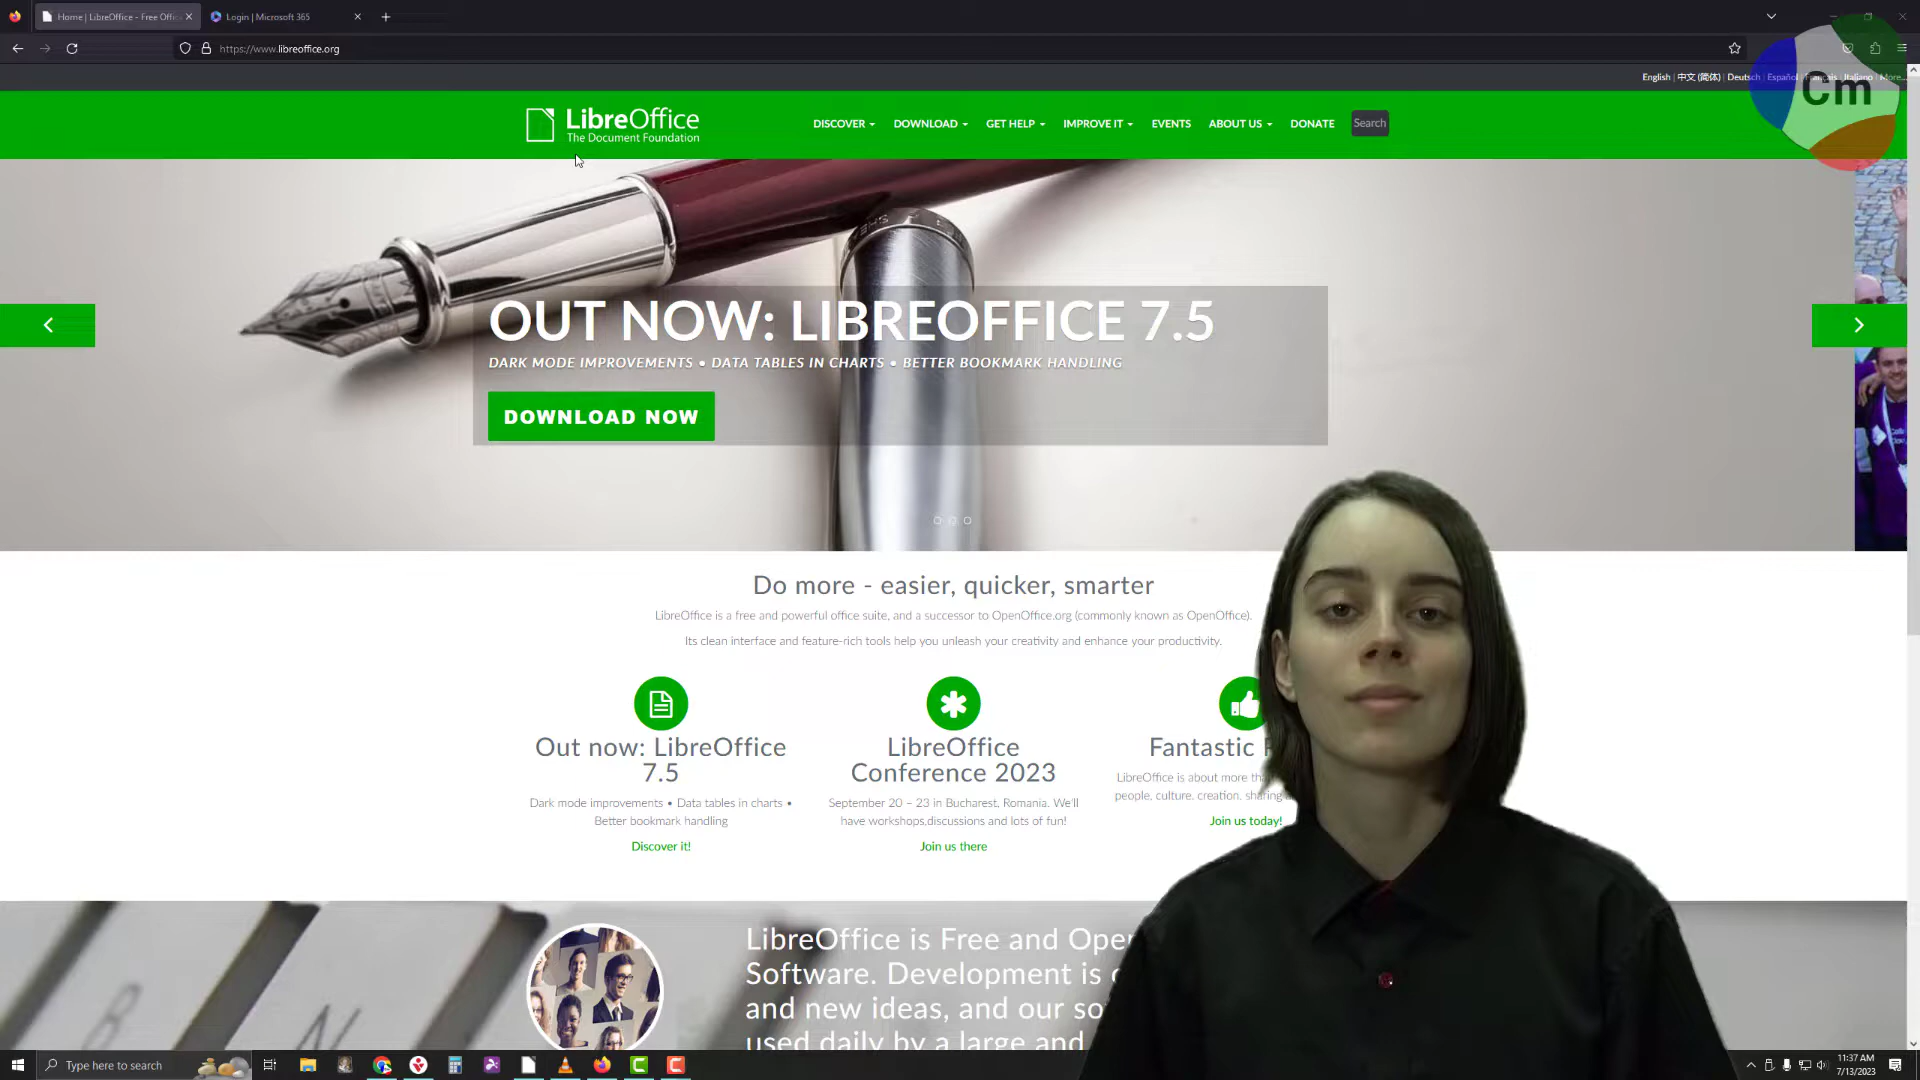 Home | LibreOffice - Free Offic
Login | Microsoft 365
https://www.libreoffice.org
English | 中文 (简体) | Deutsch | Español | Français | Italiano | More...
Cm
LibreOffice
The Document Foundation
DISCOVER
DOWNLOAD
GET HELP
IMPROVE IT
EVENTS
ABOUT US
DONATE
Search
OUT NOW: LIBREOFFICE 7.5
DARK MODE IMPROVEMENTS • DATA TABLES IN CHARTS • BETTER BOOKMARK HANDLING
DOWNLOAD NOW
Do more - easier, quicker, smarter
LibreOffice is a free and powerful office suite, and a successor to OpenOffice.org (commonly known as OpenOffice).
Its clean interface and feature-rich tools help you unleash your creativity and enhance your productivity.
Out now: LibreOffice
7.5
Dark mode improvements • Data tables in charts •
Better bookmark handling
Discover it!
LibreOffice
Conference 2023
September 20 – 23 in Bucharest, Romania. We'll
have workshops,discussions and lots of fun!
Join us there
Fantastic
LibreOffice is about more
people, culture, creation, sharing
Join us today!
LibreOffice is Free and Ope
Software. Development is
and new ideas, and our so
used daily by a large and
Type here to search
11:37 AM
7/13/2023